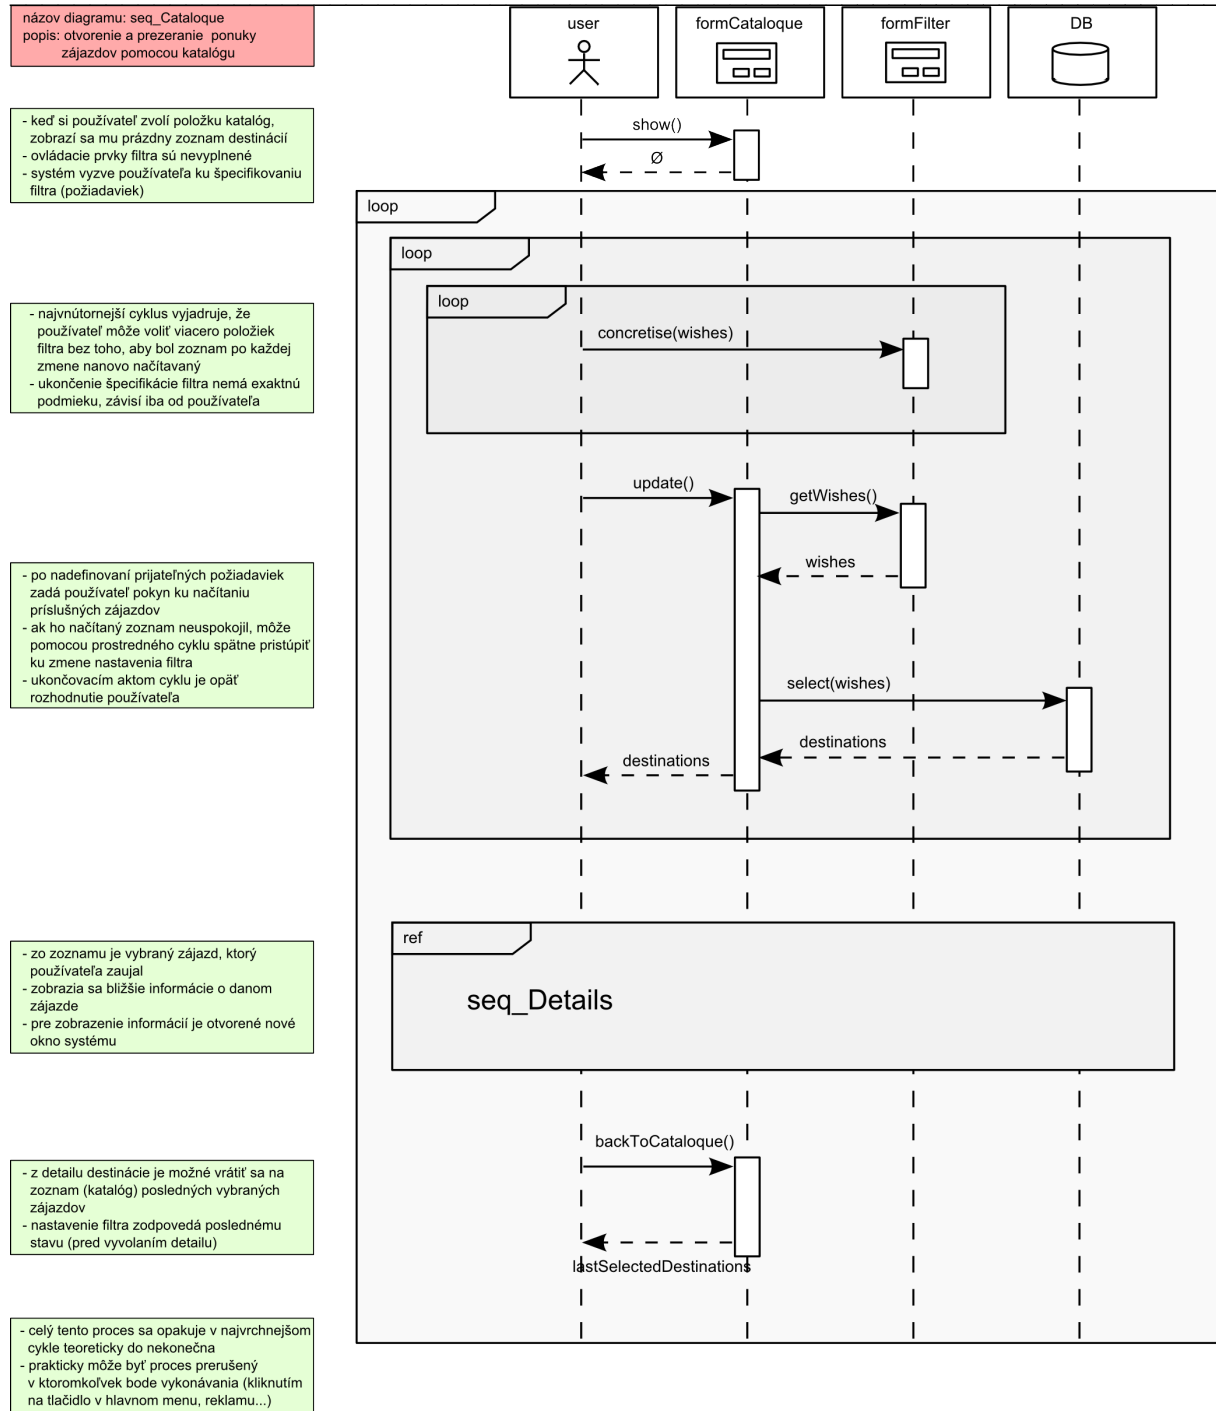 názov diagramu: seq_Cataloque
popis: otvorenie a prezeranie ponuky
zájazdov pomocou katalógu
user
formCataloque
formFilter
DB
- keď si používateľ zvolí položku katalóg,
zobrazí sa mu prázdny zoznam destinácií
- ovládacie prvky filtra sú nevyplnené
- systém vyzve používateľa ku špecifikovaniu
filtra (požiadaviek)
show()
Ø
loop
loop
loop
- najvnútornejší cyklus vyjadruje, že
používateľ môže voliť viacero položiek
filtra bez toho, aby bol zoznam po každej
zmene nanovo načítavaný
- ukončenie špecifikácie filtra nemá exaktnú
podmieku, závisí iba od používateľa
concretise(wishes)
update()
getWishes()
wishes
- po nadefinovaní prijateľných požiadaviek
zadá používateľ pokyn ku načítaniu
príslušných zájazdov
- ak ho načítaný zoznam neuspokojil, môže
pomocou prostredného cyklu spätne pristúpiť
ku zmene nastavenia filtra
- ukončovacím aktom cyklu je opäť
rozhodnutie používateľa
select(wishes)
destinations
destinations
ref
seq_Details
- zo zoznamu je vybraný zájazd, ktorý
používateľa zaujal
- zobrazia sa bližšie informácie o danom
zájazde
- pre zobrazenie informácií je otvorené nové
okno systému
backToCataloque()
- z detailu destinácie je možné vrátiť sa na
zoznam (katalóg) posledných vybraných
zájazdov
- nastavenie filtra zodpovedá poslednému
stavu (pred vyvolaním detailu)
lastSelectedDestinations
- celý tento proces sa opakuje v najvrchnejšom
cykle teoreticky do nekonečna
- prakticky môže byť proces prerušený
v ktoromkoľvek bode vykonávania (kliknutím
na tlačidlo v hlavnom menu, reklamu...)